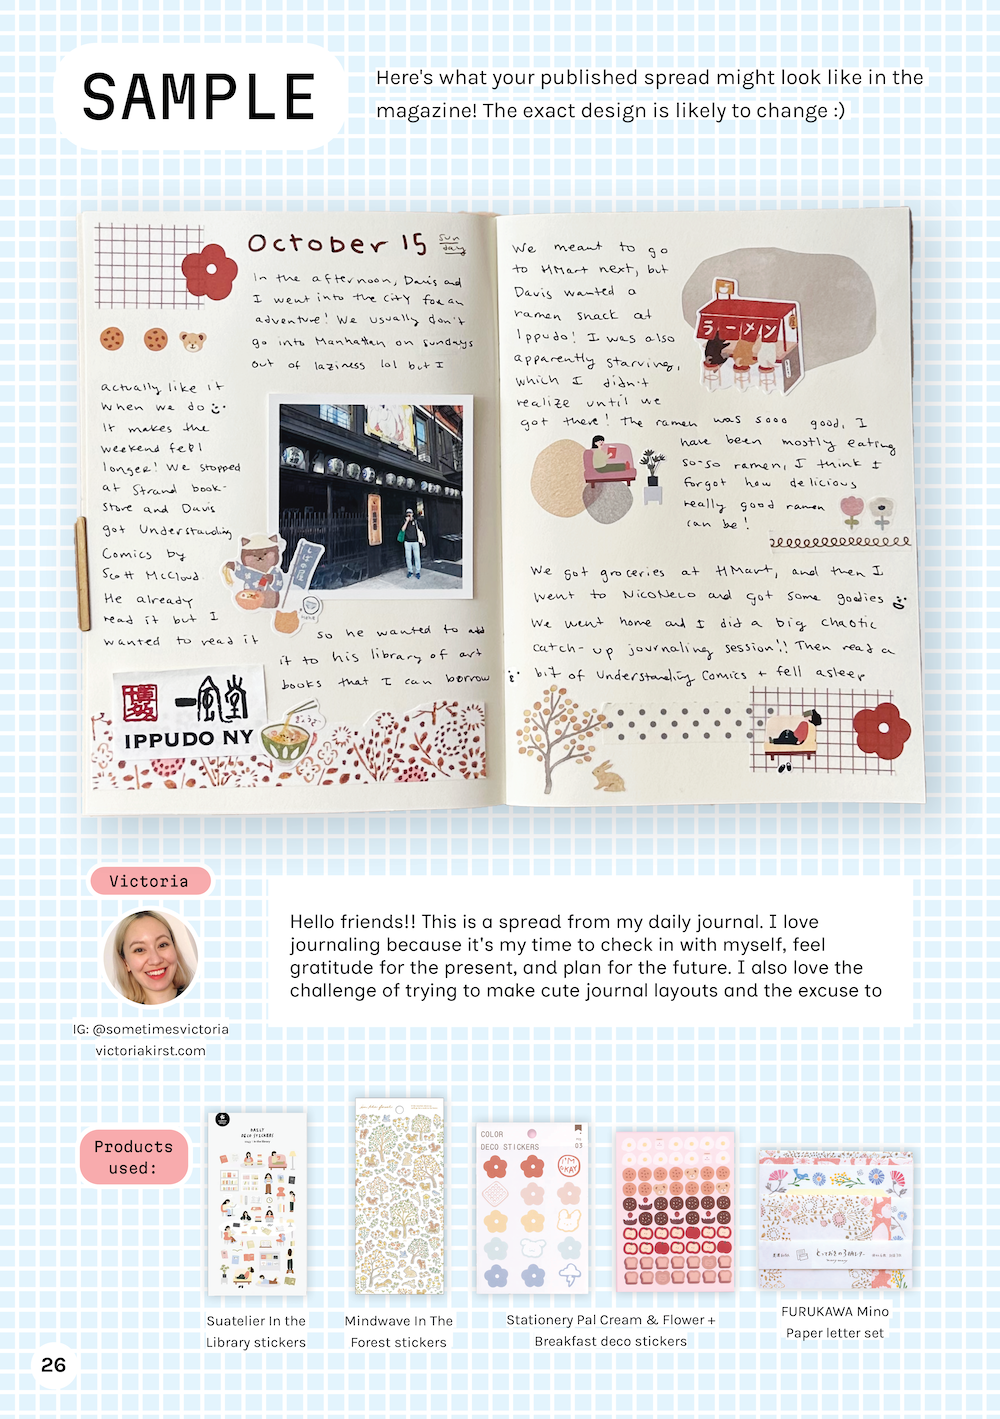 SAMPLE
Here's what your published spread might look like in the
magazine! The exact design is likely to change :)
October 15
Sun
day
In the afternoon, Davis and
I went into the city for an
adventure! We usually don't
go into Manhattan on Sundays
out of laziness lol but I
actually like it
when we do
It makes the
weekend feel
longer! We stopped
at Strand book-
store and Davis
got Understanding
Comics by
Scott McCloud.
He already
read it but I
wanted to read it
so he wanted to add
it to his library of art
books that I can borrow
博多
一風堂
IPPUDO NY
We meant to go
to HMart next, but
Davis wanted a
ramen snack at
Ippudo! I was also
apparently starving,
which I didn't
realize until we
got there! The ramen was sooo good, I
have been mostly eating
so-so ramen, I think I
forgot how delicious
really good ramen
can be!
ラーメン
We got groceries at HMart, and then I
went to NicoNeco and got some goodies
We went home and I did a big chaotic
catch-up journaling session!! Then read a
bit of Understanding Comics + fell asleep
Victoria
IG: @sometimesvictoria
victoriakirst.com
Hello friends!! This is a spread from my daily journal. I love
journaling because it's my time to check in with myself, feel
gratitude for the present, and plan for the future. I also love the
challenge of trying to make cute journal layouts and the excuse to
Products
used:
DAILY
DECO STICKERS
COLOR
DECO STICKERS
03
I'M
OKAY
Suatelier In the
Library stickers
Mindwave In The
Forest stickers
Stationery Pal Cream & Flower +
Breakfast deco stickers
FURUKAWA Mino
Paper letter set
26